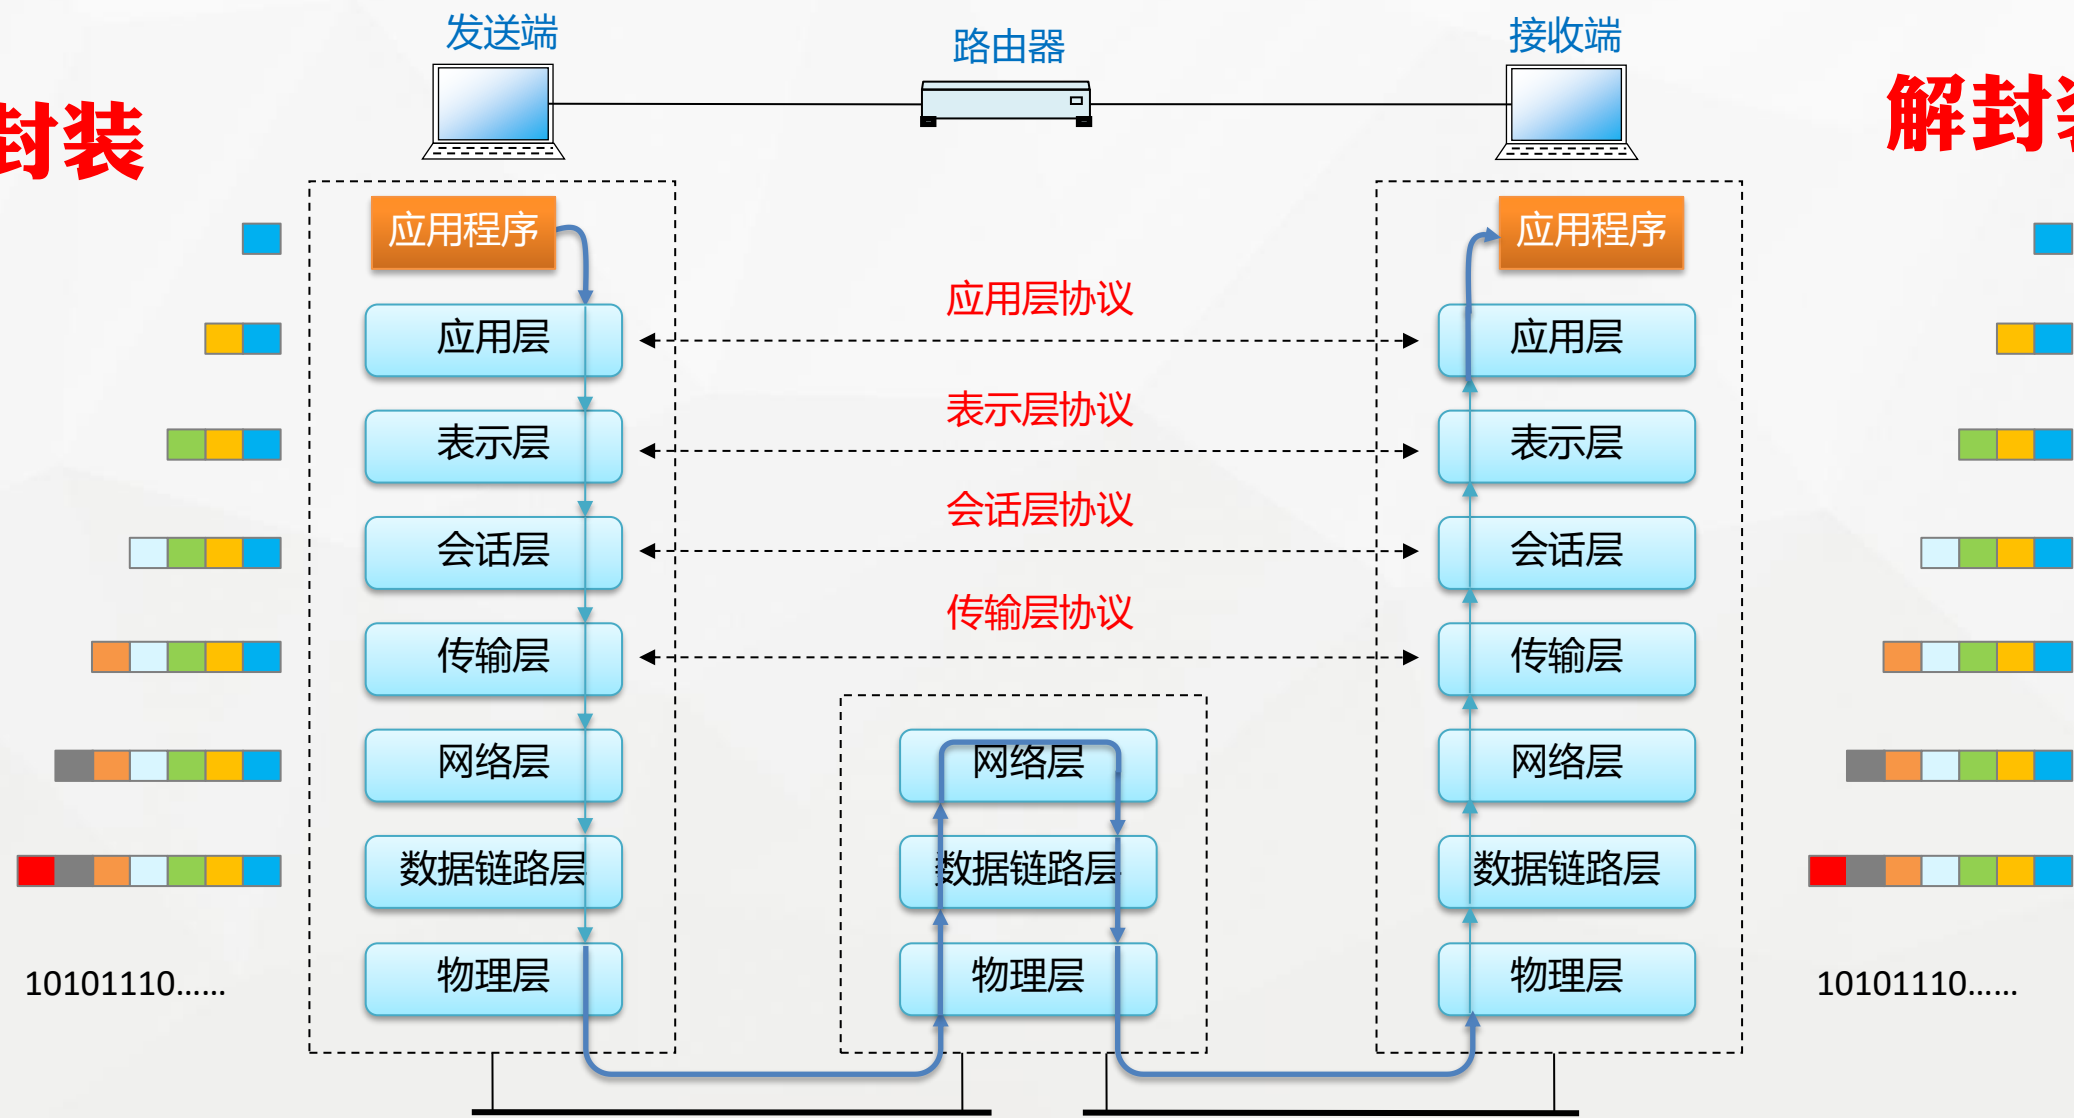 发送端
路由器
接收端
封装
解封装
应用程序
应用程序
应用层协议
应用层
应用层
表示层协议
表示层
表示层
会话层协议
会话层
会话层
传输层协议
传输层
传输层
网络层
网络层
网络层
数据链路层
数据链路层
数据链路层
物理层
物理层
物理层
10101110……
10101110……